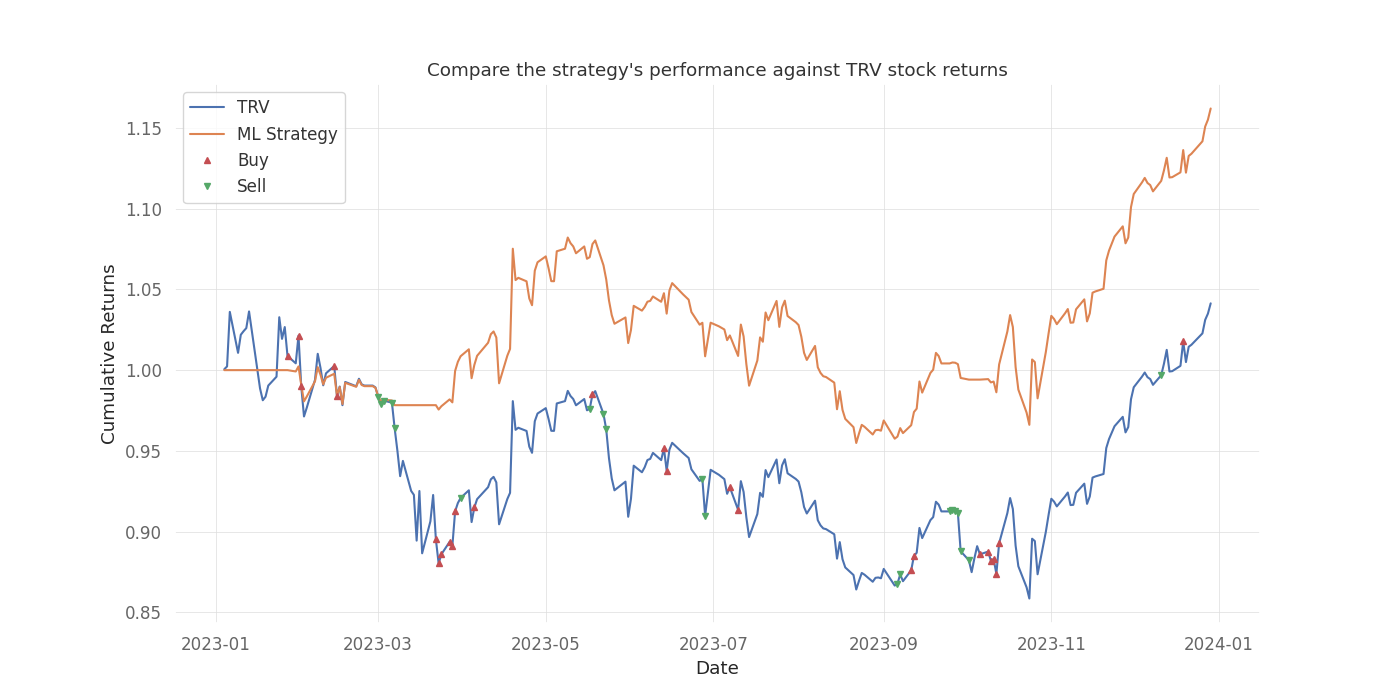 Compare the strategy's performance against TRV stock returns
TRV
ML Strategy
Buy
Sell
Cumulative Returns
1.15
1.10
1.05
1.00
0.95
0.90
0.85
2023-01 2023-03 2023-05 2023-07 2023-09 2023-11 2024-01
Date